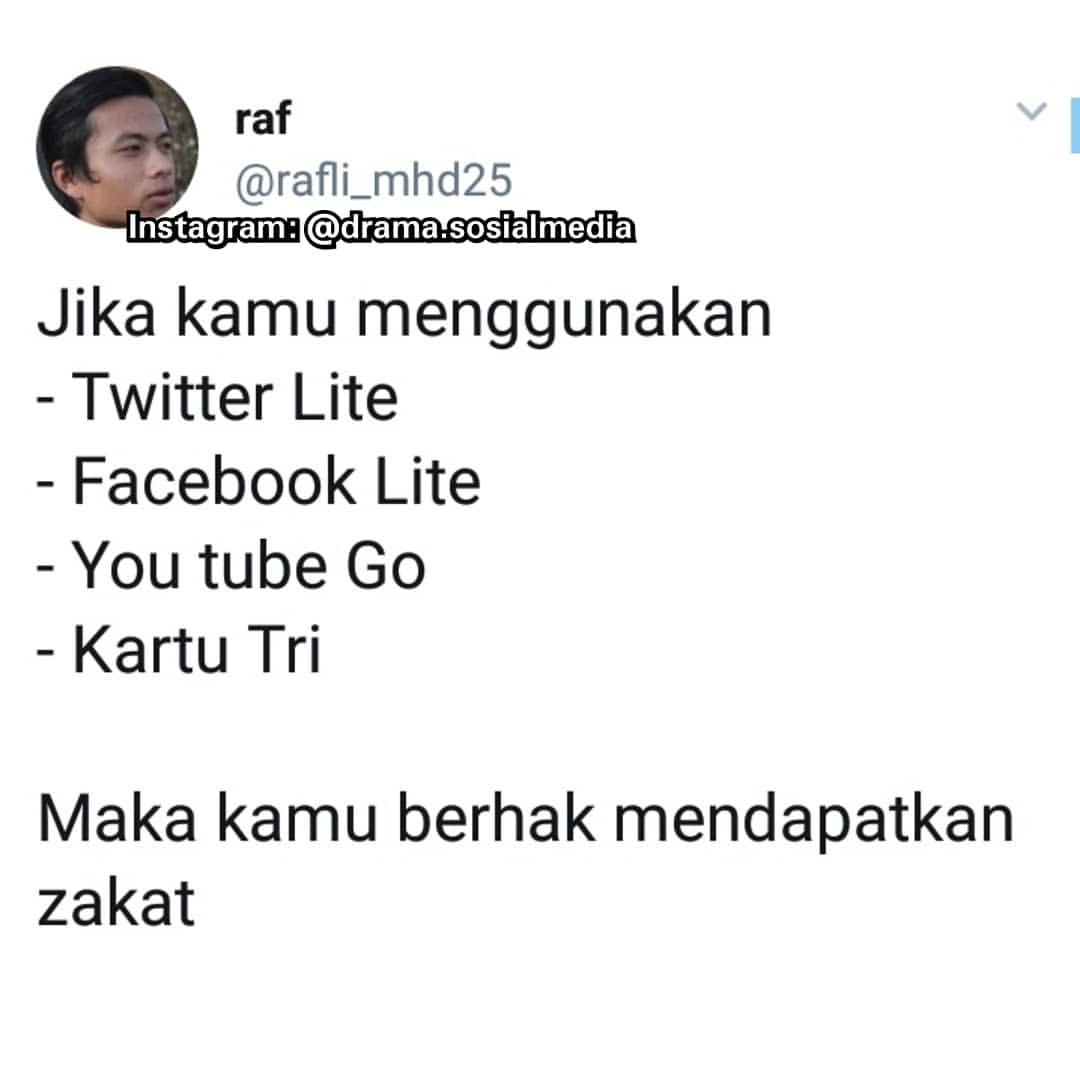 raf
@rafli_mhd25
Instagram: @drama.sosialmedia
Jika kamu menggunakan
- Twitter Lite
- Facebook Lite
- You tube Go
- Kartu Tri
Maka kamu berhak mendapatkan
zakat